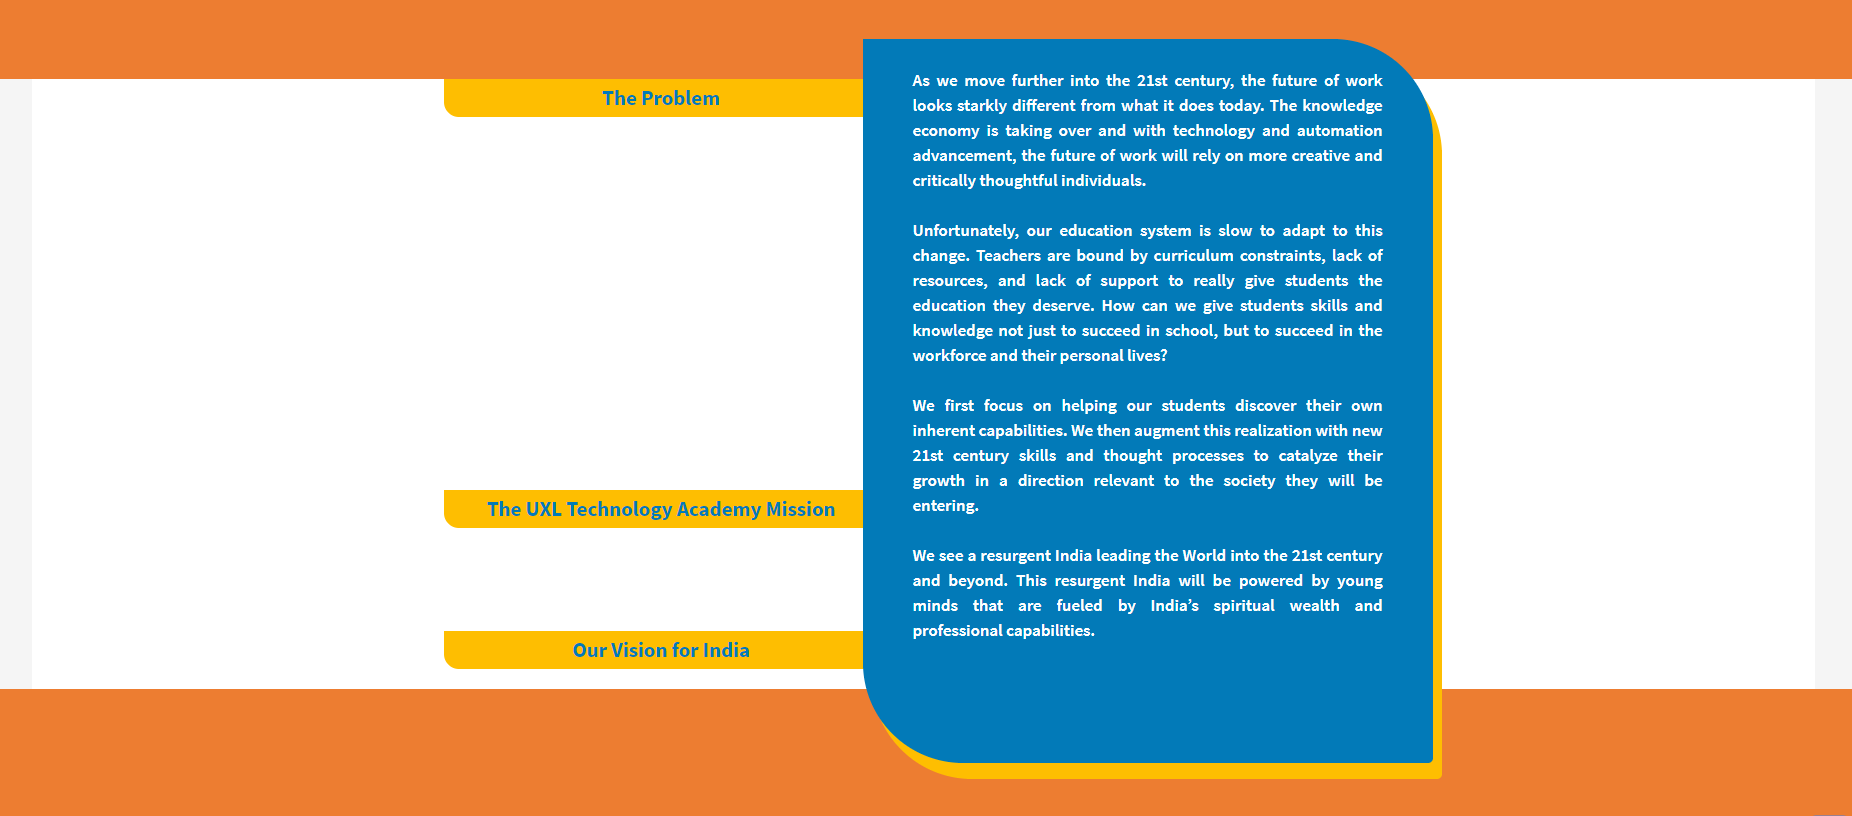 The Problem
As we move further into the 21st century, the future of work
looks starkly different from what it does today. The knowledge
economy is taking over and with technology and automation
advancement, the future of work will rely on more creative and
critically thoughtful individuals.
Unfortunately, our education system is slow to adapt to this
change. Teachers are bound by curriculum constraints, lack of
resources, and lack of support to really give students the
education they deserve. How can we give students skills and
knowledge not just to succeed in school, but to succeed in the
workforce and their personal lives?
The UXL Technology Academy Mission
We first focus on helping our students discover their own
inherent capabilities. We then augment this realization with new
21st century skills and thought processes to catalyze their
growth in a direction relevant to the society they will be
entering.
Our Vision for India
We see a resurgent India leading the World into the 21st century
and beyond. This resurgent India will be powered by young
minds that are fueled by India’s spiritual wealth and
professional capabilities.